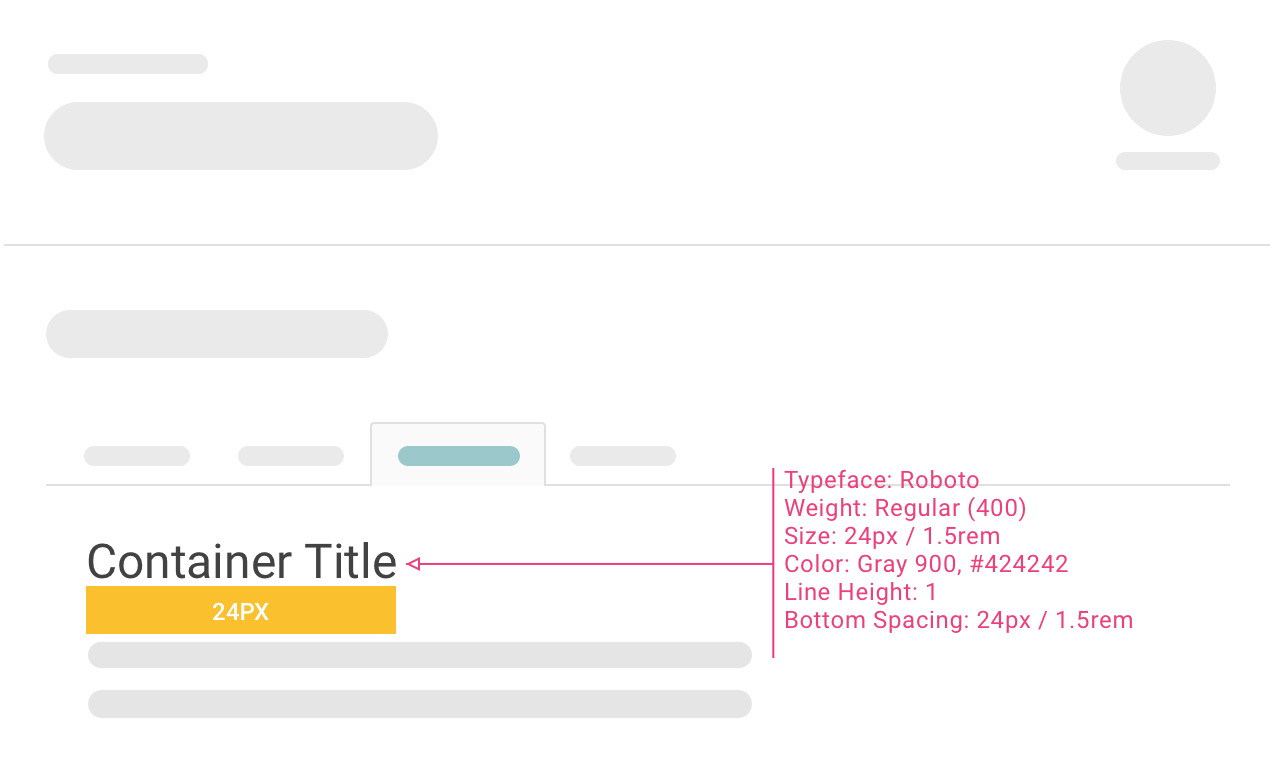 Typeface: Roboto
Weight: Regular (400)
Size: 24px / 1.5rem
Color: Gray 900, #424242
Line Height: 1
Bottom Spacing: 24px / 1.5rem
Container Title
24PX